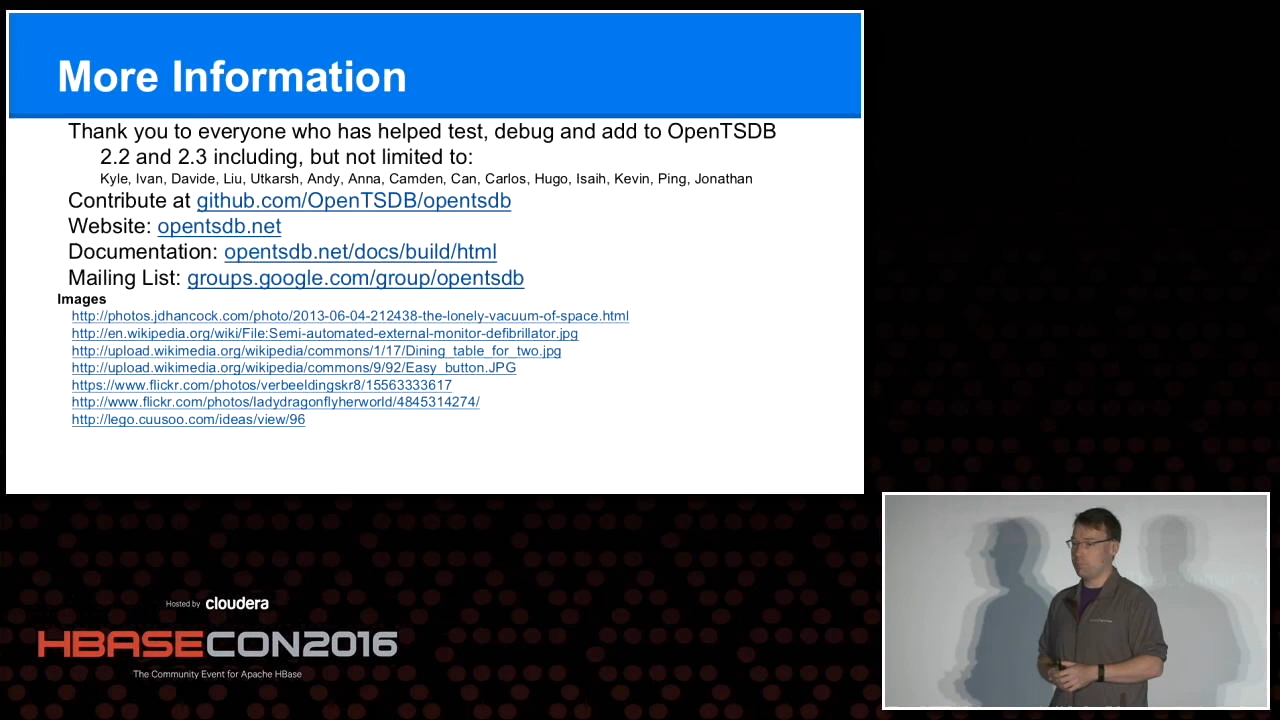 More Information
Thank you to everyone who has helped test, debug and add to OpenTSDB
2.2 and 2.3 including, but not limited to:
Kyle, Ivan, Davide, Liu, Utkarsh, Andy, Anna, Camden, Can, Carlos, Hugo, Isaih, Kevin, Ping, Jonathan
Contribute at github.com/OpenTSDB/opentsdb
Website: opentsdb.net
Documentation: opentsdb.net/docs/build/html
Mailing List: groups.google.com/group/opentsdb
Images
http://photos.jdhancock.com/photo/2013-06-04-212438-the-lonely-vacuum-of-space.html
http://en.wikipedia.org/wiki/File:Semi-automated-external-monitor-defibrillator.jpg
http://upload.wikimedia.org/wikipedia/commons/1/17/Dining_table_for_two.jpg
http://upload.wikimedia.org/wikipedia/commons/9/92/Easy_button.JPG
https://www.flickr.com/photos/verbeeldingskr8/15563333617
http://www.flickr.com/photos/ladydragonflyherworld/4845314274/
http://lego.cuusoo.com/ideas/view/96
Hosted by cloudera
HBASECON2016
The Community Event for Apache HBase